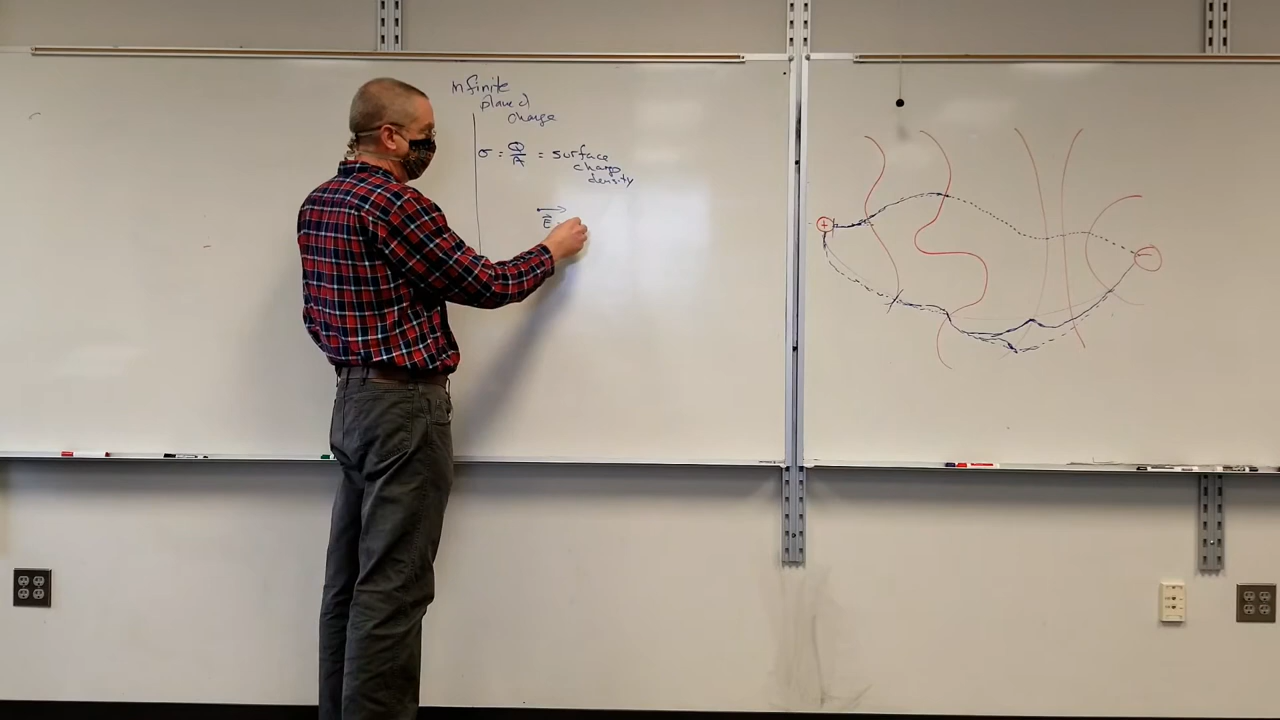 Infinite
plane of
charge
σ = Q/A = surface
charge
density
E
+
-